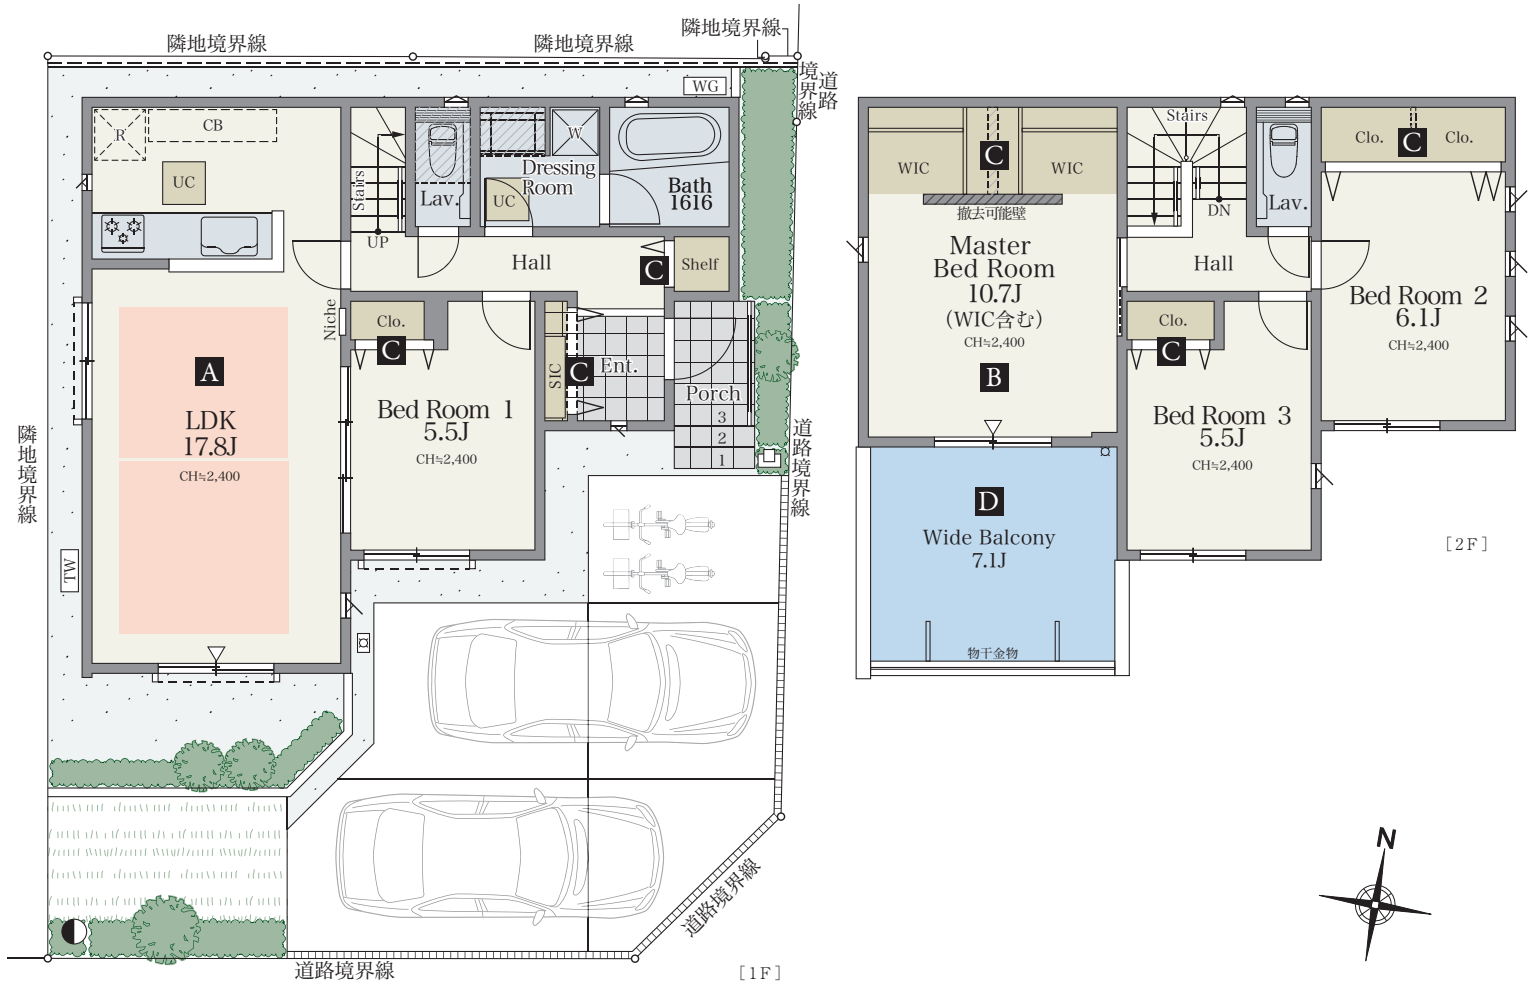 隣地境界線
隣地境界線
隣地境界線
道路
境界線
WG
R
CB
UC
W
Dressing
Room
UC
Lav.
Bath
1616
Stairs
UP
Hall
C
Shelf
Niche
Clo.
C
SIC
C
Ent.
Porch
3
2
1
A
LDK
17.8J
CH≒2,400
Bed Room 1
5.5J
CH≒2,400
隣地境界線
TW
道路境界線
道路境界線
道路境界線
[1F]
WIC
C
WIC
撤去可能壁
Master
Bed Room
10.7J
(WIC含む)
CH≒2,400
B
Stairs
DN
Lav.
Hall
Clo.
C
Clo.
Bed Room 2
6.1J
CH≒2,400
Clo.
C
Bed Room 3
5.5J
CH≒2,400
D
Wide Balcony
7.1J
物干金物
[2F]
N